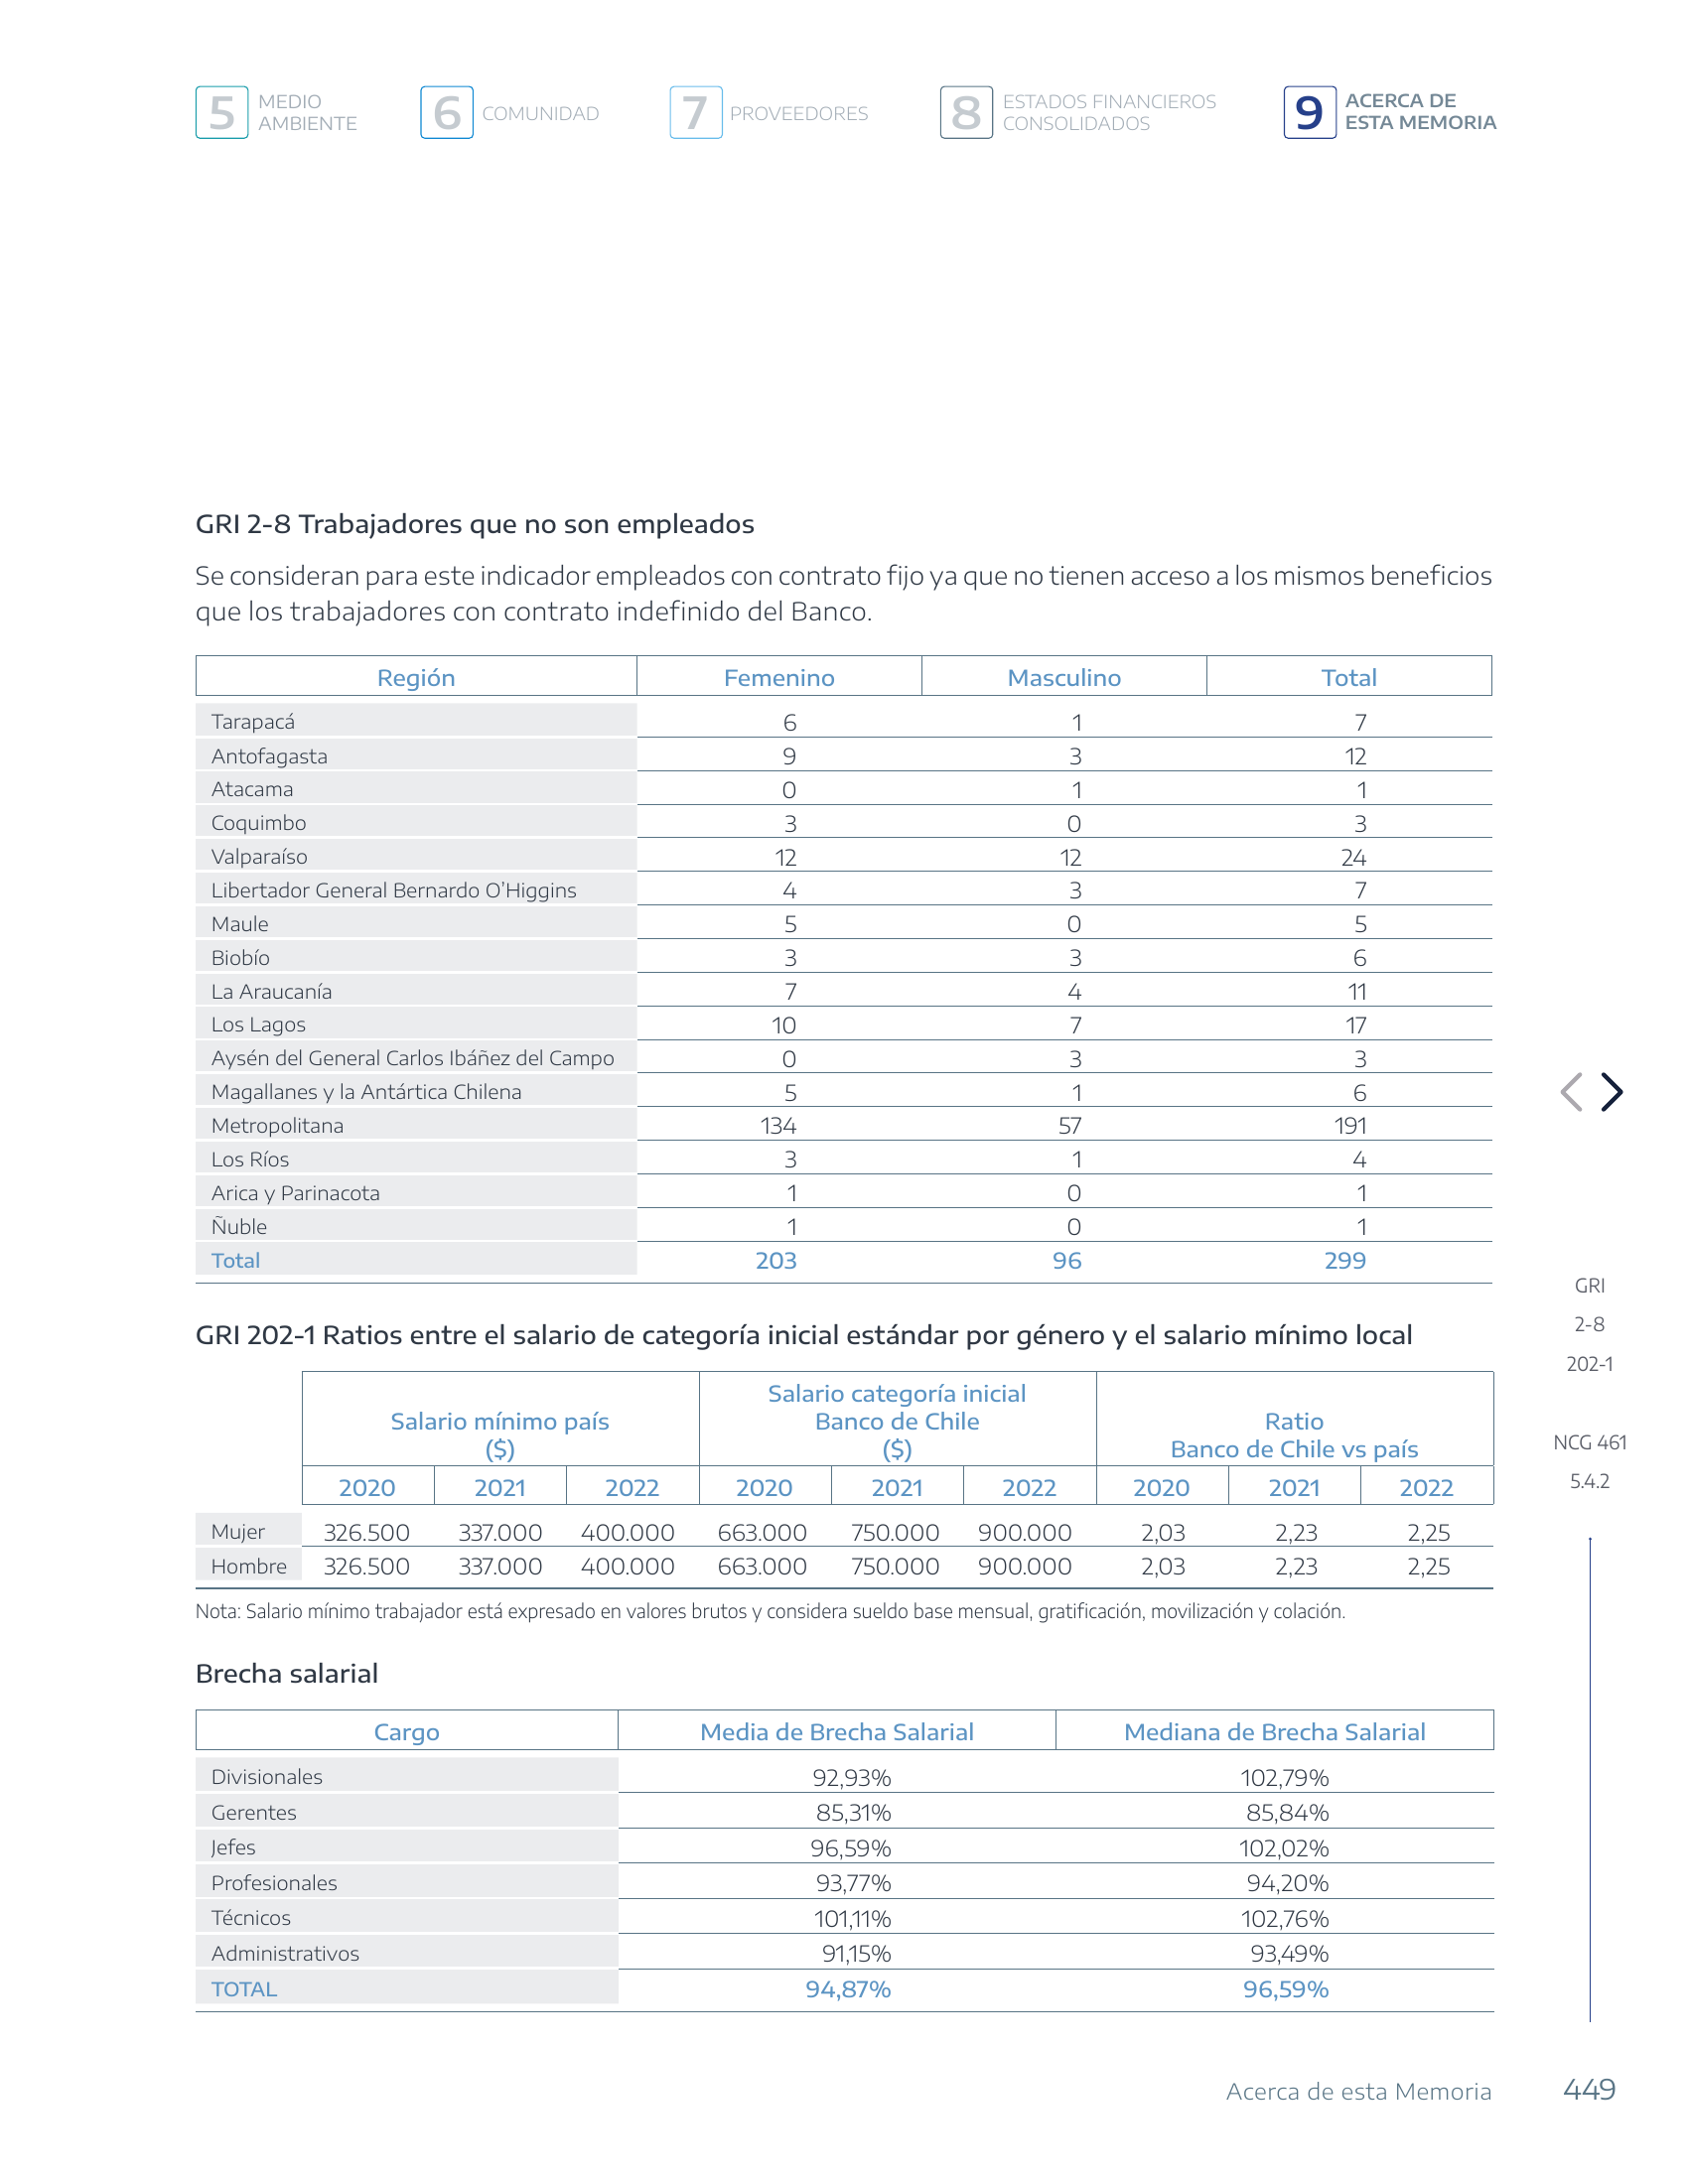 5 MEDIO AMBIENTE
6 COMUNIDAD
7 PROVEEDORES
8 ESTADOS FINANCIEROS CONSOLIDADOS
9 ACERCA DE ESTA MEMORIA
GRI 2-8 Trabajadores que no son empleados
Se consideran para este indicador empleados con contrato fijo ya que no tienen acceso a los mismos beneficios
que los trabajadores con contrato indefinido del Banco.
Región Femenino Masculino Total
Tarapacá 6 1 7
Antofagasta 9 3 12
Atacama 0 1 1
Coquimbo 3 0 3
Valparaíso 12 12 24
Libertador General Bernardo O’Higgins 4 3 7
Maule 5 0 5
Biobío 3 3 6
La Araucanía 7 4 11
Los Lagos 10 7 17
Aysén del General Carlos Ibáñez del Campo 0 3 3
Magallanes y la Antártica Chilena 5 1 6
Metropolitana 134 57 191
Los Ríos 3 1 4
Arica y Parinacota 1 0 1
Ñuble 1 0 1
Total 203 96 299
GRI 202-1 Ratios entre el salario de categoría inicial estándar por género y el salario mínimo local
Salario mínimo país
($)
Salario categoría inicial
Banco de Chile
($)
Ratio
Banco de Chile vs país
2020 2021 2022 2020 2021 2022 2020 2021 2022
Mujer 326.500 337.000 400.000 663.000 750.000 900.000 2,03 2,23 2,25
Hombre 326.500 337.000 400.000 663.000 750.000 900.000 2,03 2,23 2,25
Nota: Salario mínimo trabajador está expresado en valores brutos y considera sueldo base mensual, gratificación, movilización y colación.
Brecha salarial
Cargo Media de Brecha Salarial Mediana de Brecha Salarial
Divisionales 92,93% 102,79%
Gerentes 85,31% 85,84%
Jefes 96,59% 102,02%
Profesionales 93,77% 94,20%
Técnicos 101,11% 102,76%
Administrativos 91,15% 93,49%
TOTAL 94,87% 96,59%
GRI
2-8
202-1
NCG 461
5.4.2
Acerca de esta Memoria 449